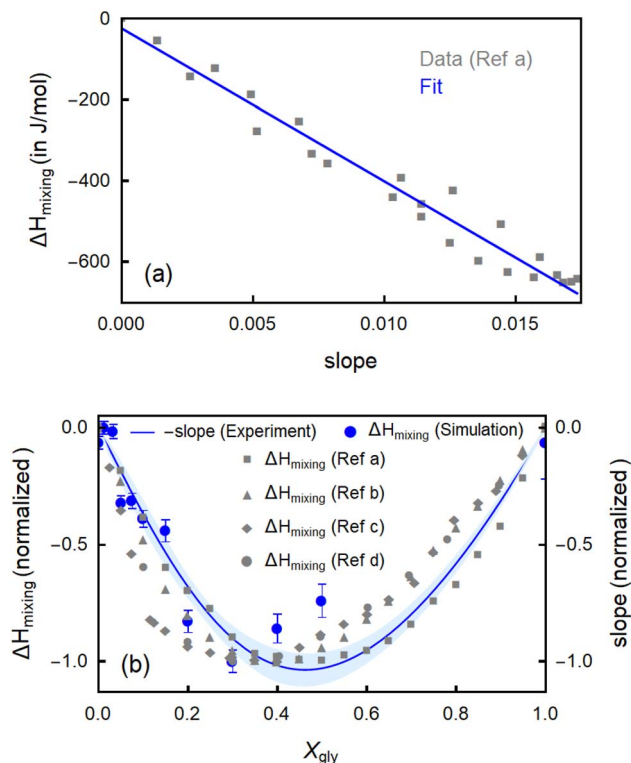 0
−200
−400
−600
ΔHmixing (in J/mol)
Data (Ref a)
Fit
(a)
0.000 0.005 0.010 0.015
slope
0.0
−0.5
−1.0
ΔHmixing (normalized )
−slope (Experiment) ΔHmixing (Simulation)
ΔHmixing (Ref a)
ΔHmixing (Ref b)
ΔHmixing (Ref c)
ΔHmixing (Ref d)
(b)
0.0
−0.5
−1.0
slope (normalized )
0.0 0.2 0.4 0.6 0.8 1.0
Xgly